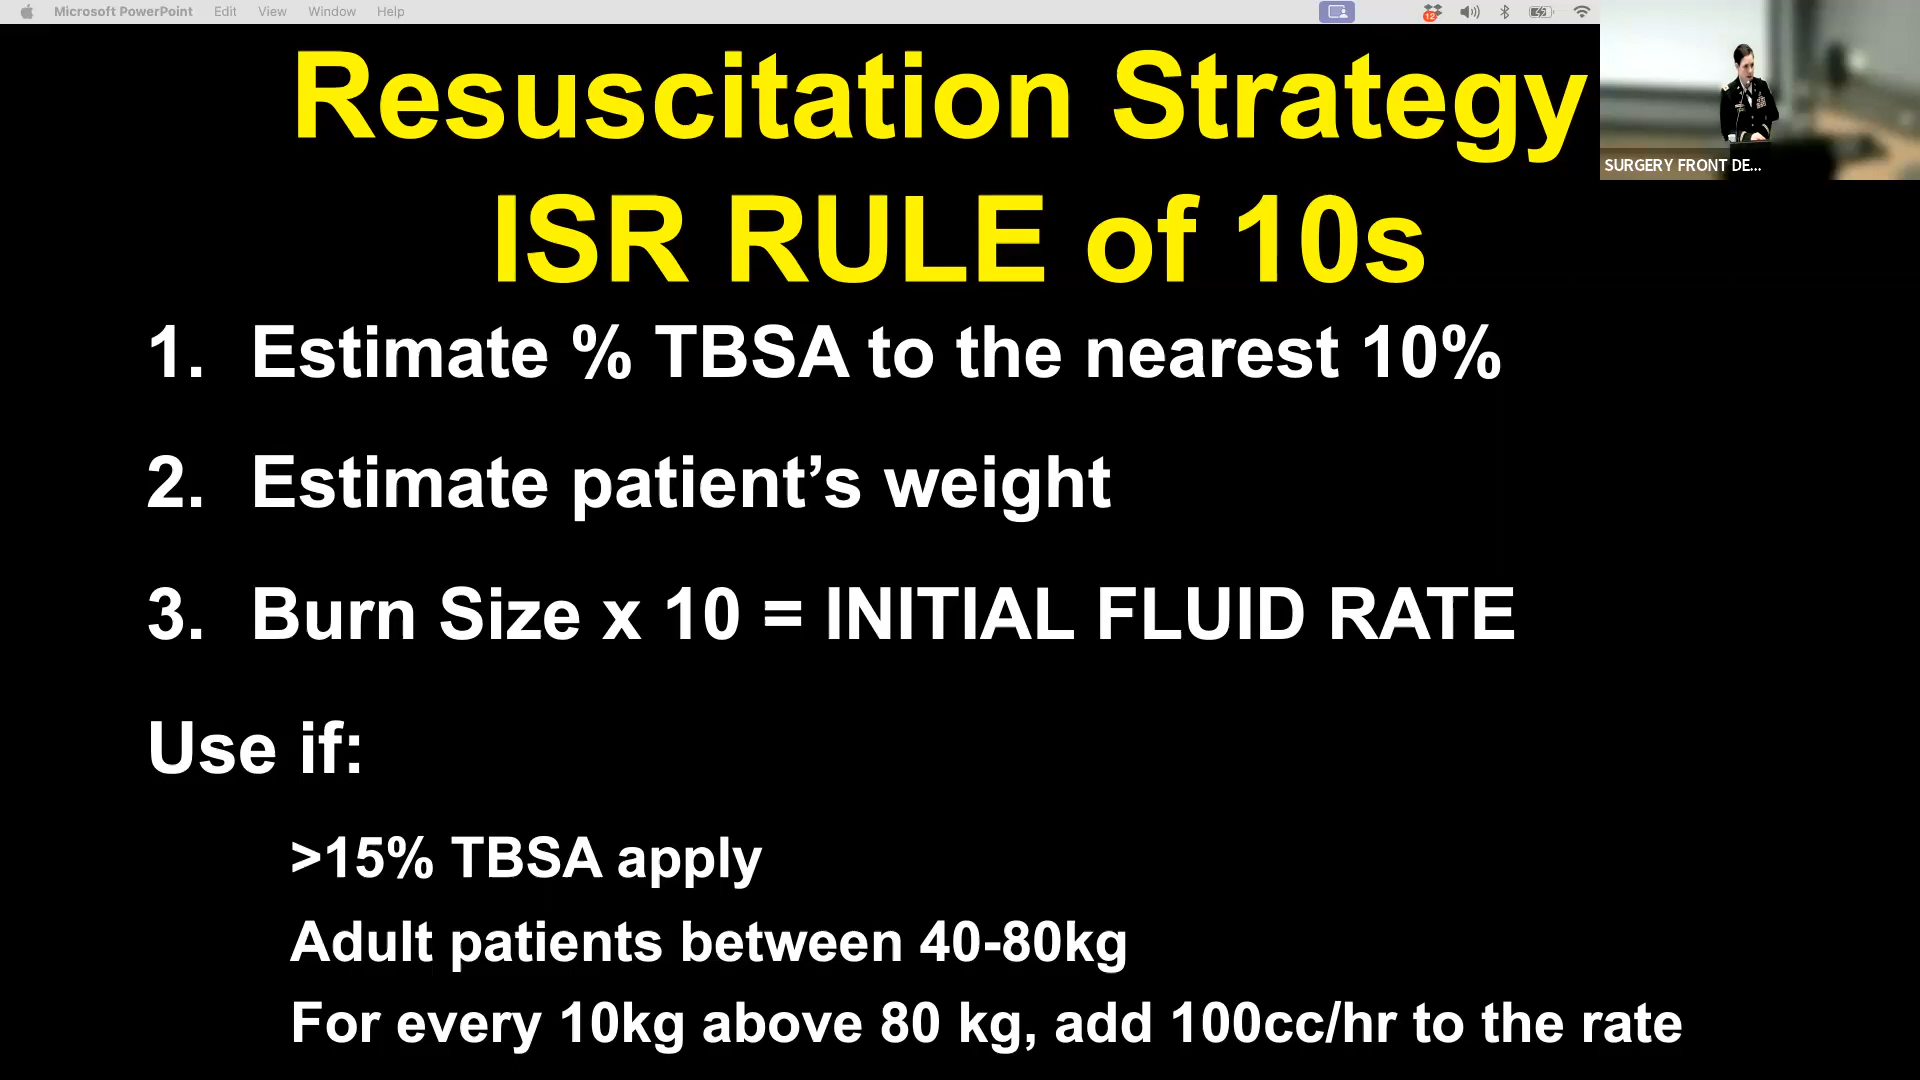 Microsoft PowerPoint Edit View Window Help
12
Resuscitation Strategy
ISR RULE of 10s
SURGERY FRONT DE...
1. Estimate % TBSA to the nearest 10%
2. Estimate patient’s weight
3. Burn Size x 10 = INITIAL FLUID RATE
Use if:
>15% TBSA apply
Adult patients between 40-80kg
For every 10kg above 80 kg, add 100cc/hr to the rate